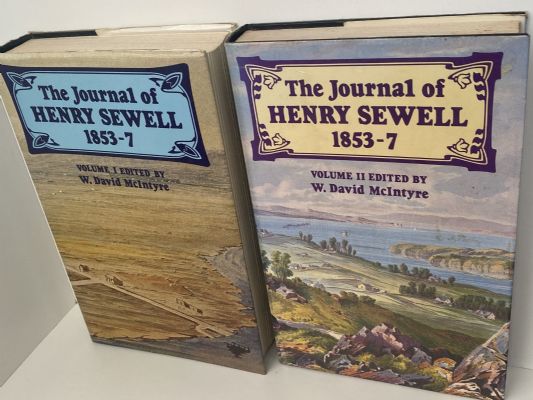 The Journal of
HENRY SEWELL
1853-7
VOLUME I EDITED BY
W. David McIntyre
The Journal of
HENRY SEWELL
1853-7
VOLUME II EDITED BY
W. David McIntyre